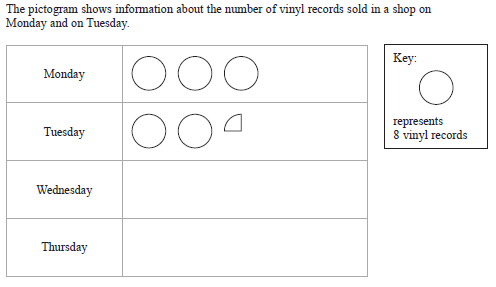 The pictogram shows information about the number of vinyl records sold in a shop on
Monday and on Tuesday.
Monday
Tuesday
Wednesday
Thursday
Key:
represents
8 vinyl records